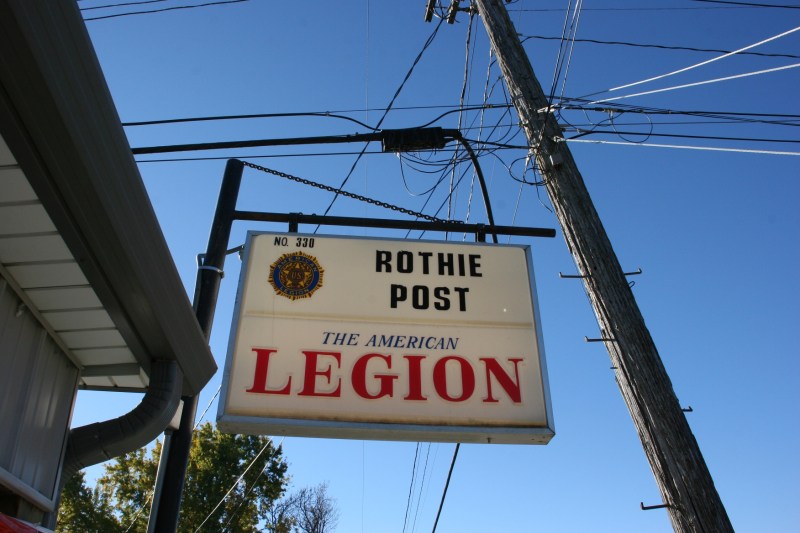 NO. 330
ROTHIE
POST
THE AMERICAN
LEGION